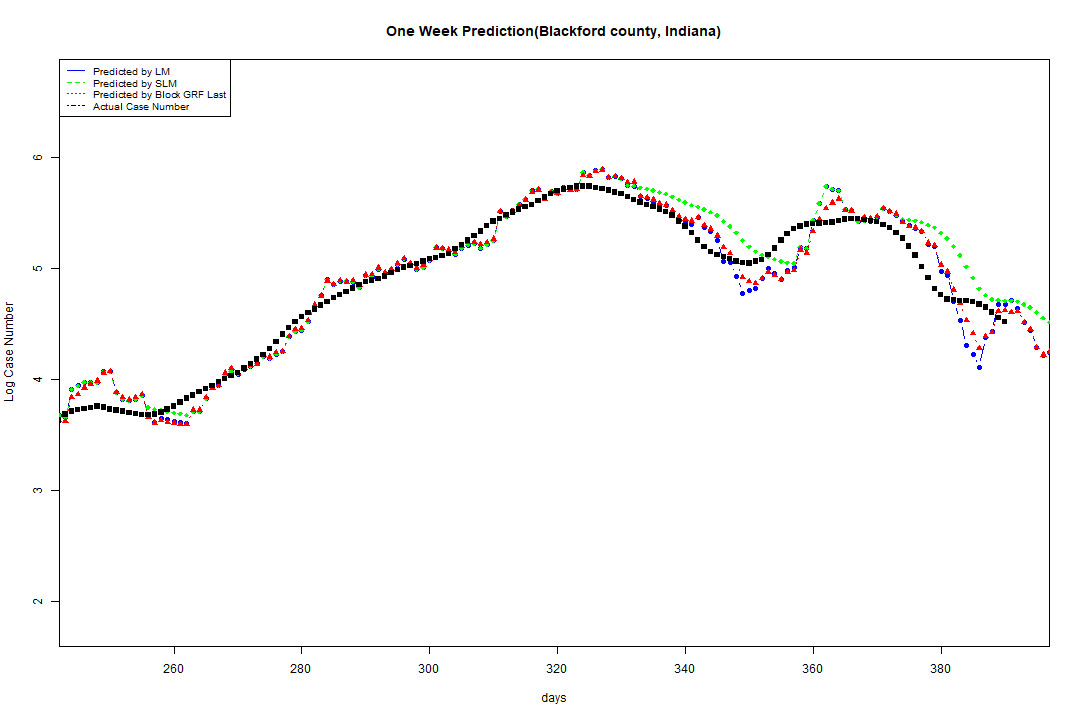 One Week Prediction(Blackford county, Indiana)
Predicted by LM
Predicted by SLM
Predicted by Block GRF Last
Actual Case Number
6
5
4
3
2
Log Case Number
260 280 300 320 340 360 380
days